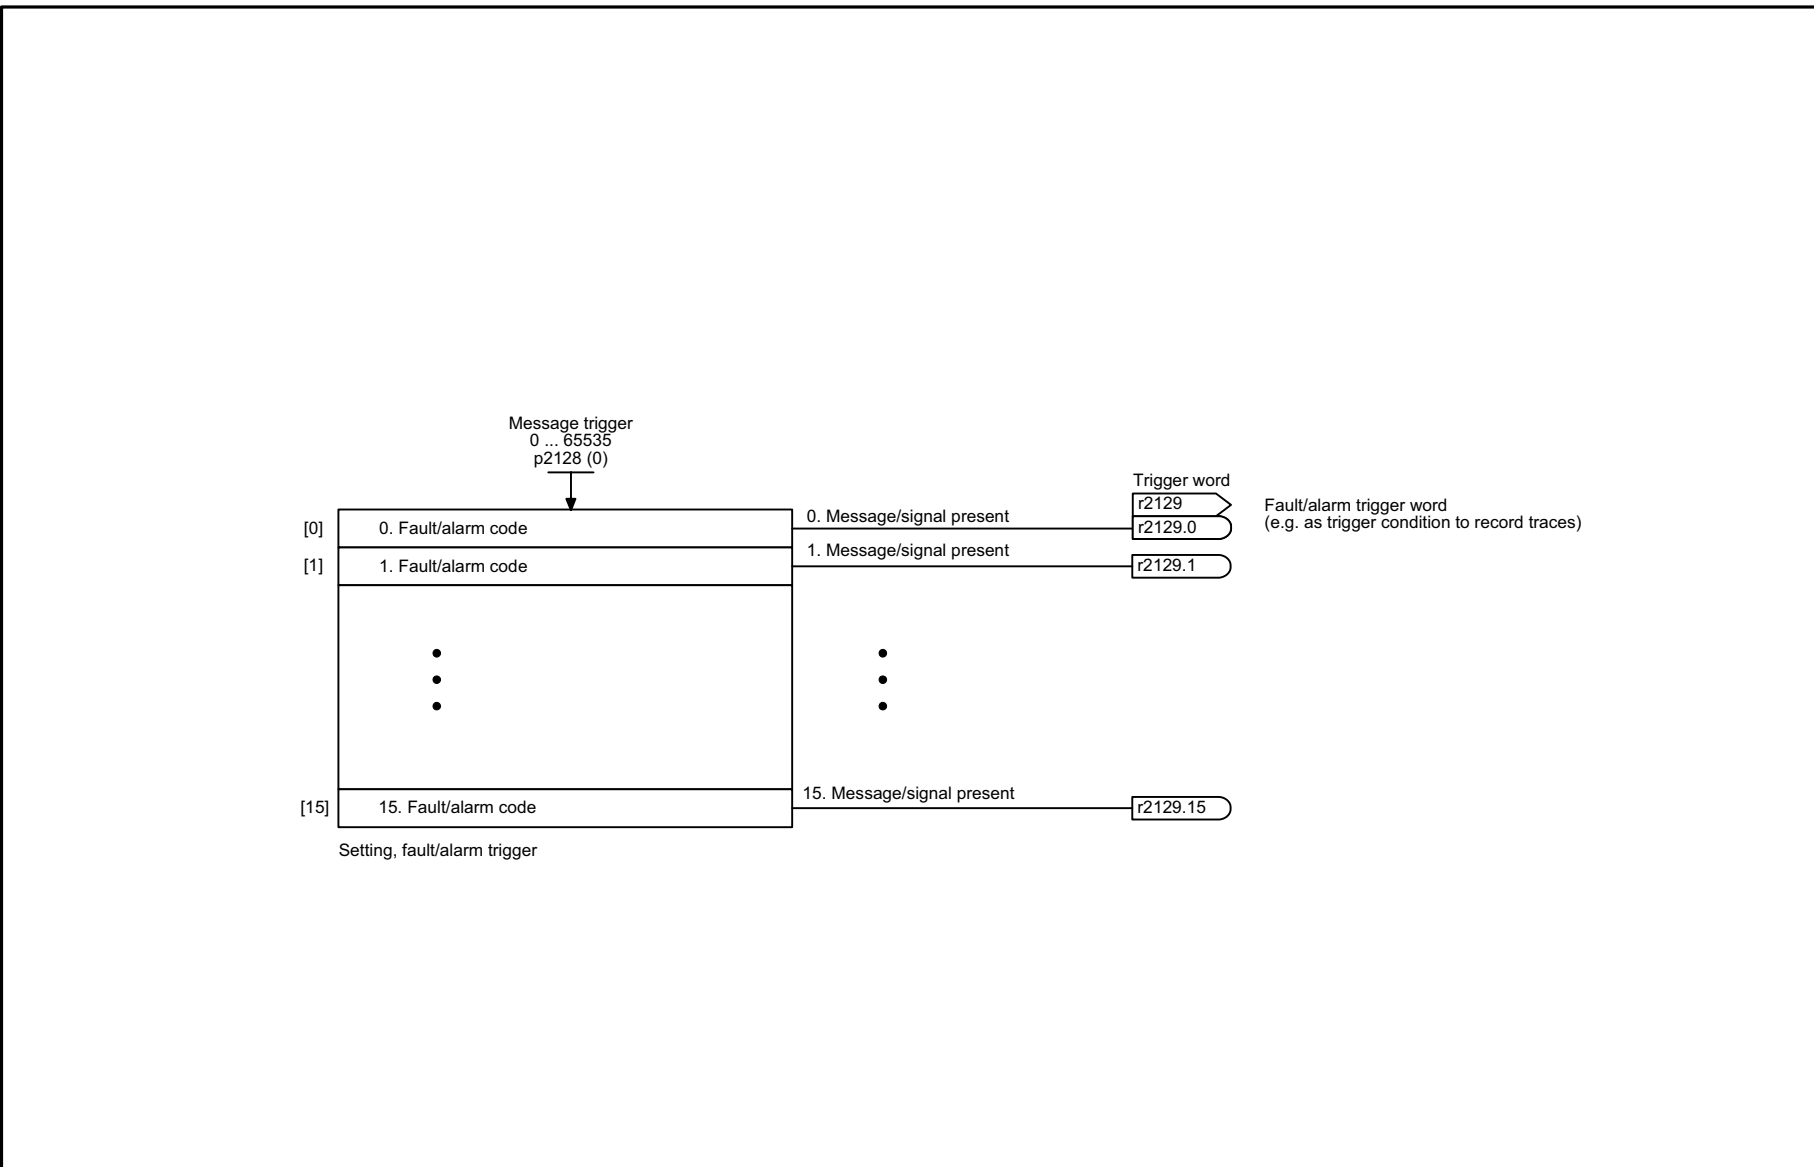 Message trigger
0 ... 65535
p2128 (0)
Trigger word
r2129
Fault/alarm trigger word
(e.g. as trigger condition to record traces)
[0]
0. Fault/alarm code
0. Message/signal present
r2129.0
[1]
1. Fault/alarm code
1. Message/signal present
r2129.1
[15]
15. Fault/alarm code
15. Message/signal present
r2129.15
Setting, fault/alarm trigger